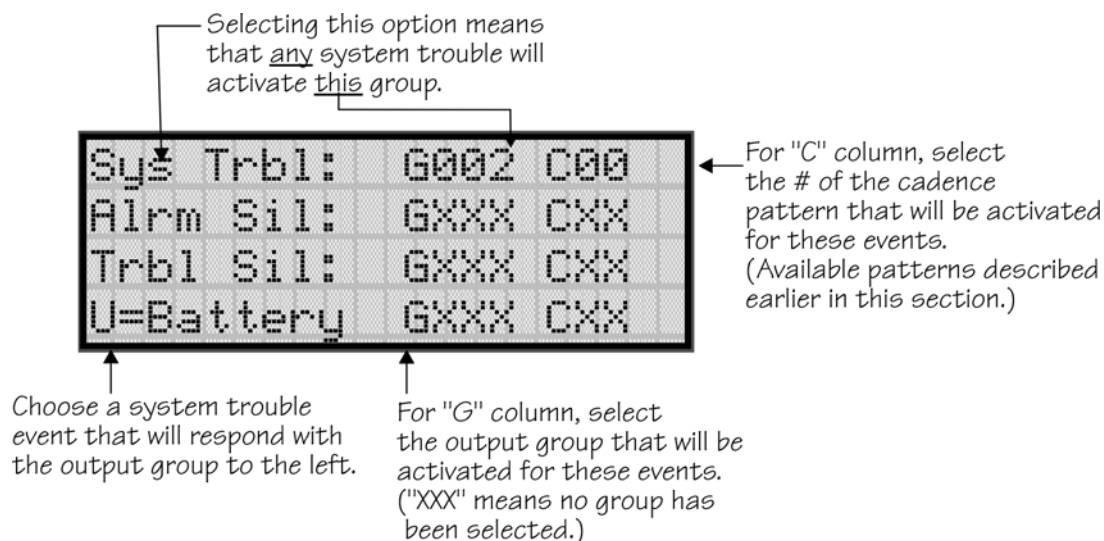 Selecting this option means
that any system trouble will
activate this group.
Sys Trbl: G002 C00
Alrm Sil: GXXX CXX
Trbl Sil: GXXX CXX
U=Battery GXXX CXX
For "C" column, select
the # of the cadence
pattern that will be activated
for these events.
(Available patterns described
earlier in this section.)
Choose a system trouble
event that will respond with
the output group to the left.
For "G" column, select
the output group that will be
activated for these events.
("XXX" means no group has
been selected.)